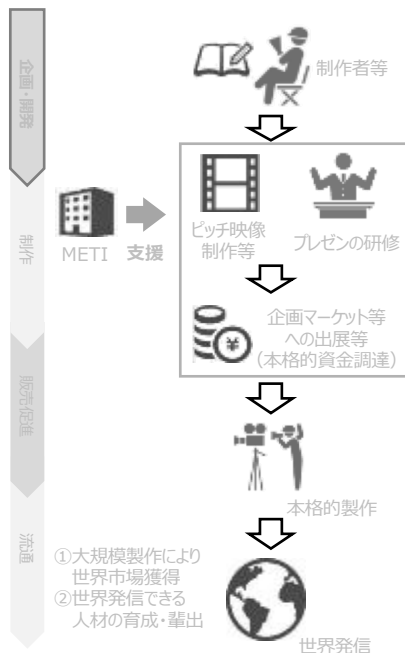 企画・開発
制作
販売促進
流通
制作者等
METI
支援
ピッチ映像
制作等
プレゼンの研修
企画マーケット等
への出展等
（本格的資金調達）
¥
本格的製作
①大規模製作により
世界市場獲得
②世界発信できる
人材の育成・輩出
世界発信